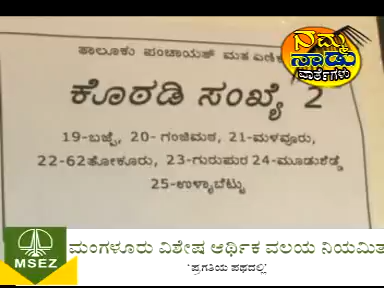 ತಾಲೂಕು ಪಂಚಾಯತ್ ಮತ ಎಣಿಕೆ
ನಮ್ಮ
ನಾಡು
ವಾರ್ತೆಗಳು
ಕೊಠಡಿ ಸಂಖ್ಯೆ 2
19-ಬಜ್ಪೆ, 20- ಗಂಜಿಮಠ, 21-ಮಳವೂರು,
22-62ತೋಕೂರು, 23-ಗುರುಪುರ 24-ಮೂಡುಶೆಡ್ಡೆ
25-ಉಳ್ಳಾಬೆಟ್ಟು
ಮಂಗಳೂರು ವಿಶೇಷ ಆರ್ಥಿಕ ವಲಯ ನಿಯಮಿತ
MSEZ
'ಪ್ರಗತಿಯ ಪಥದಲ್ಲಿ'